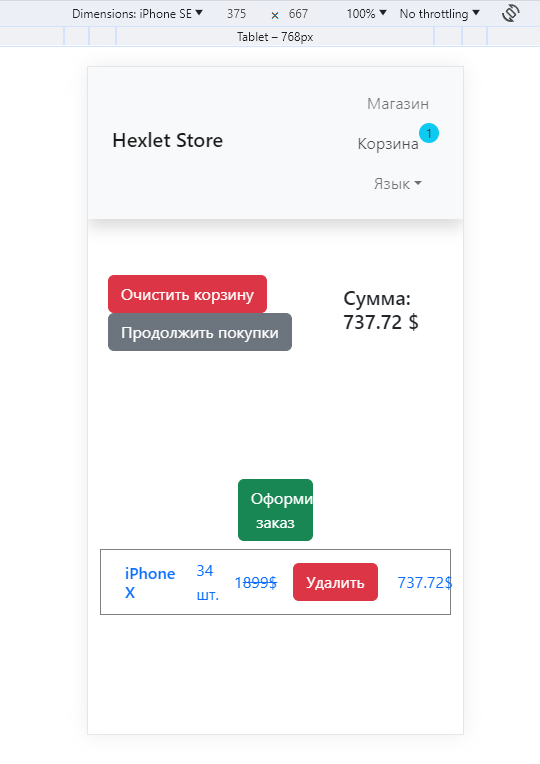 Dimensions: iPhone SE 375 × 667 100% No throttling
Tablet – 768px
Магазин
Hexlet Store
Корзина 1
Язык
Очистить корзину
Продолжить покупки
Сумма:
737.72 $
Оформи
заказ
iPhone X
34 шт.
1899$
Удалить
737.72$